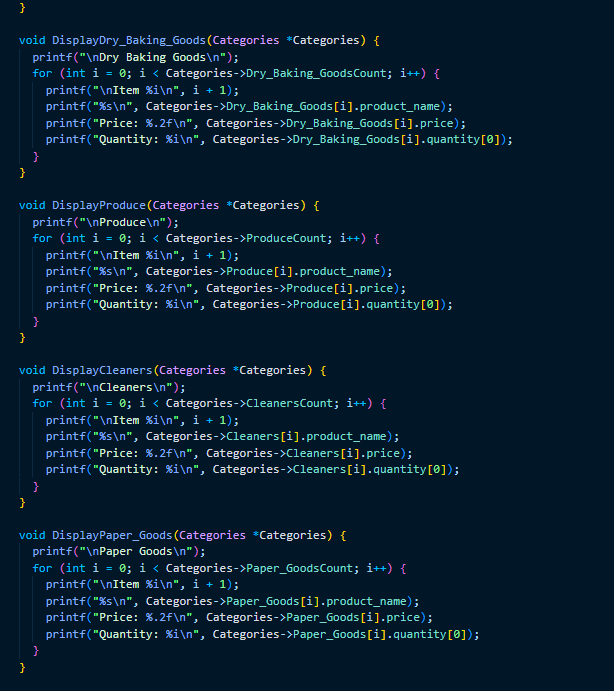 }
void DisplayDry_Baking_Goods(Categories *Categories) {
printf("\nDry Baking Goods\n");
for (int i = 0; i < Categories->Dry_Baking_GoodsCount; i++) {
printf("\nItem %i\n", i + 1);
printf("%s\n", Categories->Dry_Baking_Goods[i].product_name);
printf("Price: %.2f\n", Categories->Dry_Baking_Goods[i].price);
printf("Quantity: %i\n", Categories->Dry_Baking_Goods[i].quantity[0]);
}
}
void DisplayProduce(Categories *Categories) {
printf("\nProduce\n");
for (int i = 0; i < Categories->ProduceCount; i++) {
printf("\nItem %i\n", i + 1);
printf("%s\n", Categories->Produce[i].product_name);
printf("Price: %.2f\n", Categories->Produce[i].price);
printf("Quantity: %i\n", Categories->Produce[i].quantity[0]);
}
}
void DisplayCleaners(Categories *Categories) {
printf("\nCleaners\n");
for (int i = 0; i < Categories->CleanersCount; i++) {
printf("\nItem %i\n", i + 1);
printf("%s\n", Categories->Cleaners[i].product_name);
printf("Price: %.2f\n", Categories->Cleaners[i].price);
printf("Quantity: %i\n", Categories->Cleaners[i].quantity[0]);
}
}
void DisplayPaper_Goods(Categories *Categories) {
printf("\nPaper Goods\n");
for (int i = 0; i < Categories->Paper_GoodsCount; i++) {
printf("\nItem %i\n", i + 1);
printf("%s\n", Categories->Paper_Goods[i].product_name);
printf("Price: %.2f\n", Categories->Paper_Goods[i].price);
printf("Quantity: %i\n", Categories->Paper_Goods[i].quantity[0]);
}
}